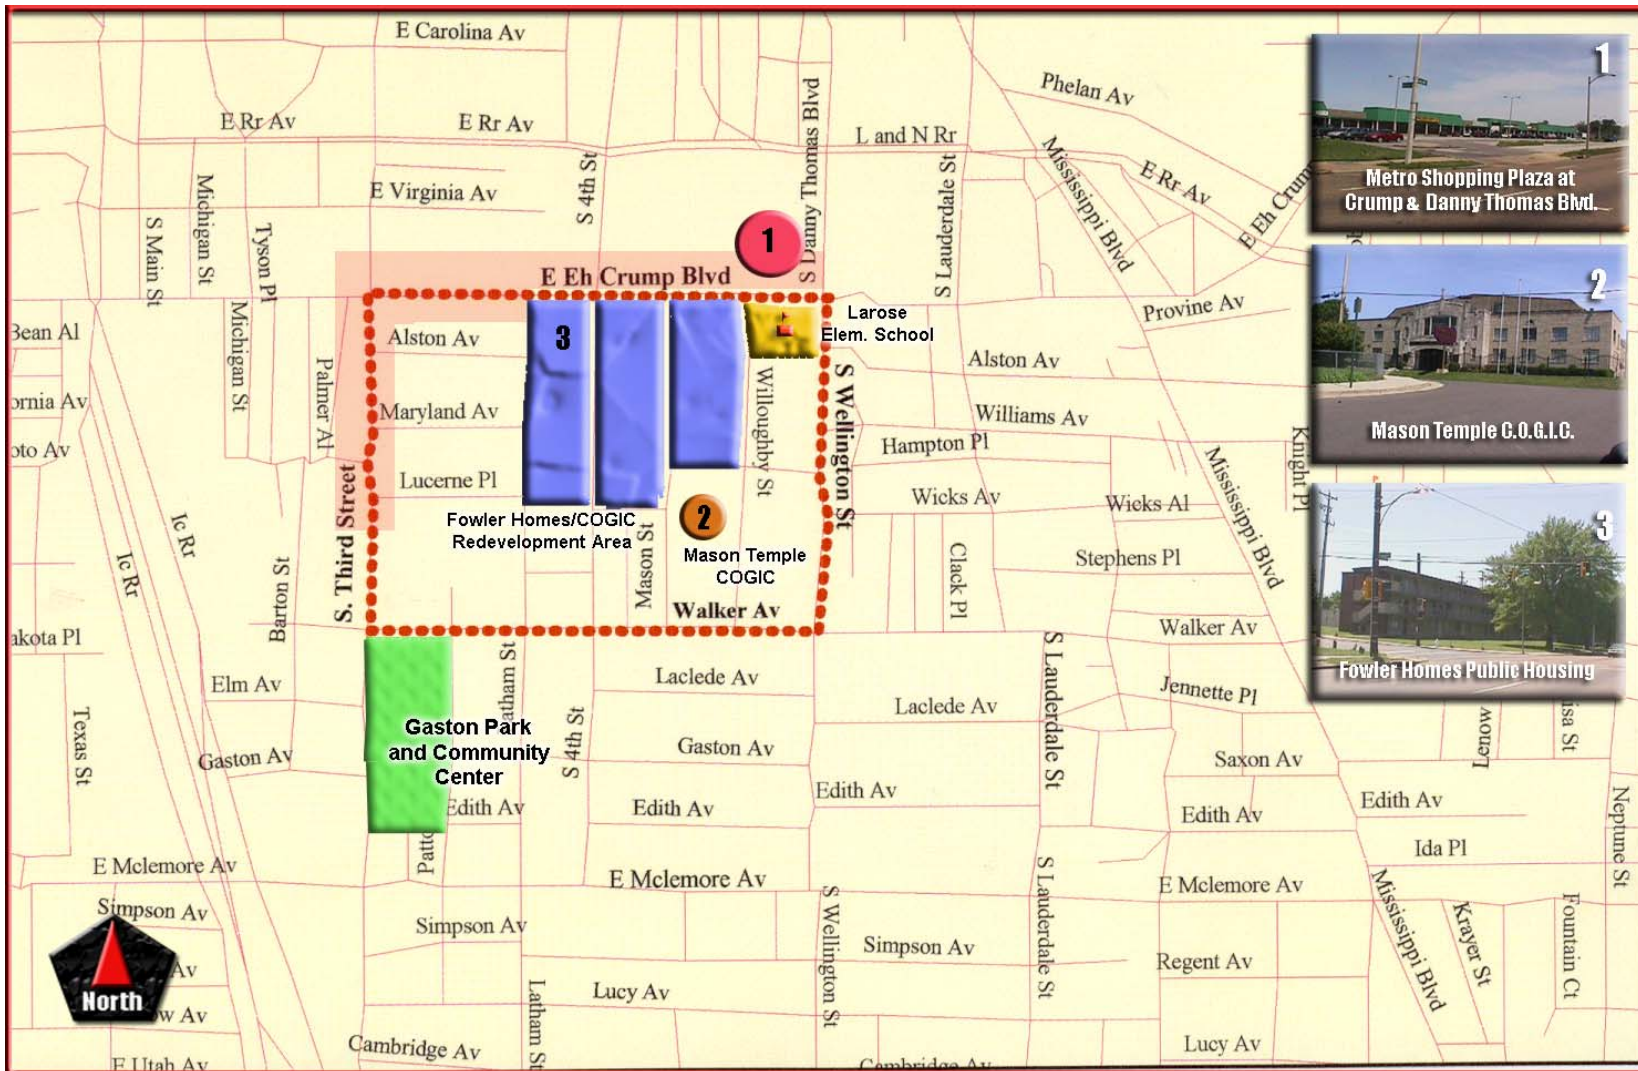 E Carolina Av
E Rr Av
E Rr Av
L and N Rr
Phelan Av
E Rr Av
E Eh Crump
Mississippi Blvd
S Danny Thomas Blvd
S Lauderdale St
S 4th St
E Virginia Av
Michigan St
S Main St
Tyson Pl
1
E Eh Crump Blvd
1
Metro Shopping Plaza at
Crump & Danny Thomas Blvd.
2
Mason Temple C.O.G.I.C.
3
Fowler Homes Public Housing
Provine Av
Larose
Elem. School
Bean Al
Michigan St
Palmer Al
Alston Av
3
Alston Av
Maryland Av
Williams Av
Hampton Pl
Knight Pl
Lucerne Pl
Willoughby St
S Wellington St
Wicks Av
Wicks Al
Mississippi Blvd
Fowler Homes/COGIC
Redevelopment Area
2
Mason Temple
COGIC
Mason St
S. Third Street
Ic Rr
Ic Rr
Barton St
Clack Pl
Stephens Pl
Walker Av
Walker Av
akota Pl
Elm Av
Laclede Av
Laclede Av
S Lauderdale St
Jennette Pl
Texas St
Gaston Av
Gaston Park
and Community
Center
S 4th St
Gaston Av
Saxon Av
Edith Av
Edith Av
Edith Av
Edith Av
Edith Av
Ida Pl
Neptune St
E Mclemore Av
E Mclemore Av
E Mclemore Av
Simpson Av
Simpson Av
Simpson Av
S Wellington St
S Lauderdale St
Mississippi Blvd
Krayer St
Fountain Ct
Regent Av
Av
North
w Av
Latham St
Lucy Av
Lucy Av
E Utah Av
Cambridge Av
Cambridge Av